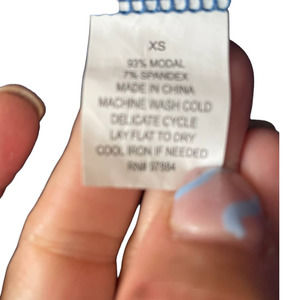 XS
93% MODAL
7% SPANDEX
MADE IN CHINA
MACHINE WASH COLD
DELICATE CYCLE
LAY FLAT TO DRY
COOL IRON IF NEEDED
RN# 97884